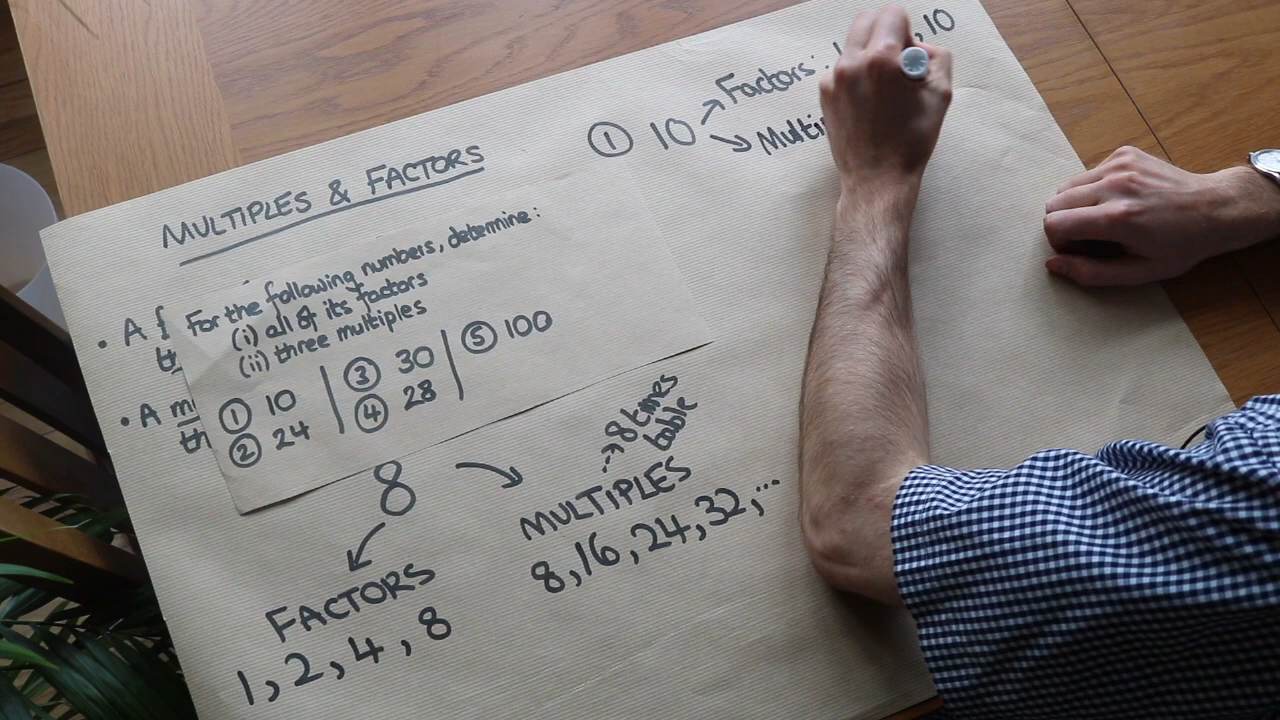 MULTIPLES & FACTORS
For the following numbers, determine:
(i) all of its factors
(ii) three multiples
① 10
② 24
③ 30
④ 28
⑤ 100
• A
• A
8
FACTORS
1, 2, 4, 8
→ 8 times
table
MULTIPLES
8, 16, 24, 32, ...
① 10
Factors: , 10